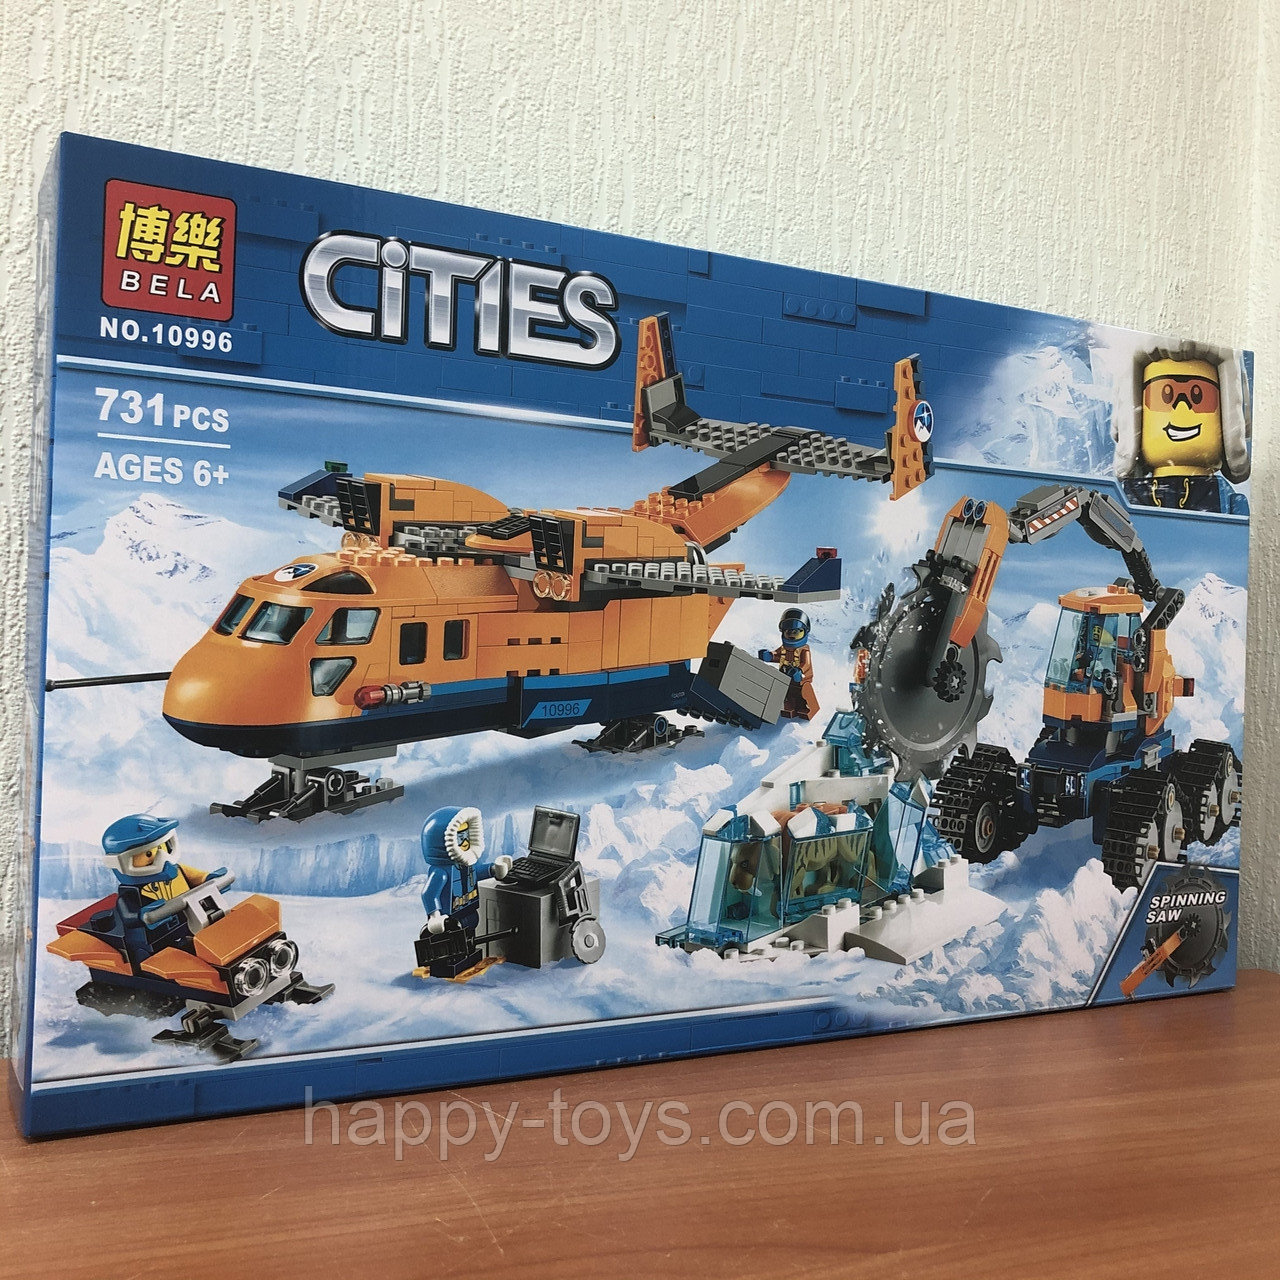 博樂
BELA
NO.10996
CiTIES
731 PCS
AGES 6+
10996
SPINNING
SAW
happy-toys.com.ua